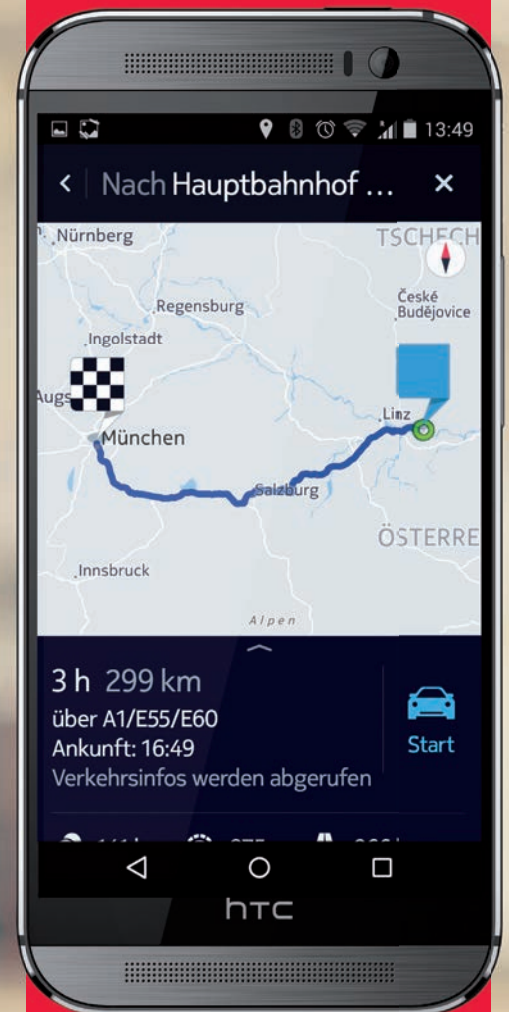 13:49
Nach Hauptbahnhof ...
Nürnberg
TSCHECH
Regensburg
České
Budějovice
Ingolstadt
Augs
Linz
München
Salzburg
ÖSTERRE
Innsbruck
Alpen
3 h 299 km
über A1/E55/E60
Ankunft: 16:49
Start
Verkehrsinfos werden abgerufen
hTC